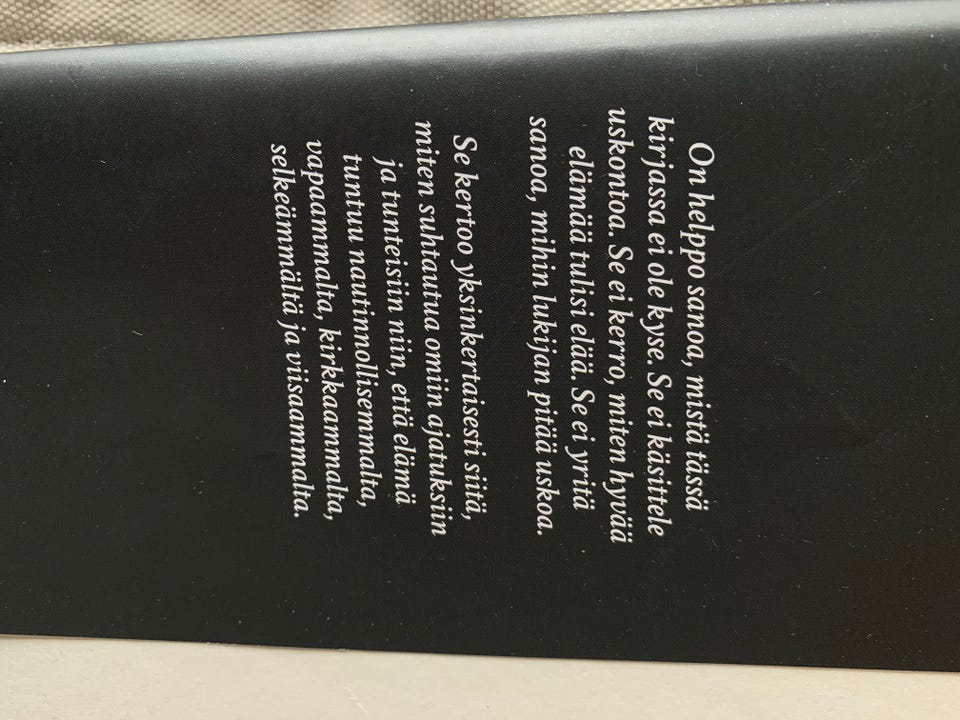 On helppo sanoa, mistä tässä
kirjassa ei ole kyse. Se ei käsittele
uskontoa. Se ei kerro, miten hyvää
elämää tulisi elää. Se ei yritä
sanoa, mihin lukijan pitää uskoa.
Se kertoo yksinkertaisesti siitä,
miten suhtautua omiin ajatuksiin
ja tunteisiin niin, että elämä
tuntuu nautinnollisemmalta,
vapaammalta, kirkkaammalta,
selkeämmältä ja viisaammalta.